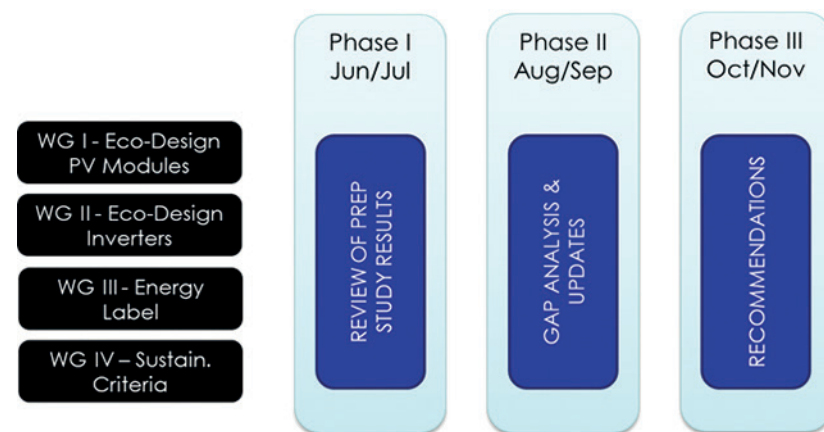 Phase I
Jun/Jul
Phase II
Aug/Sep
Phase III
Oct/Nov
WG I - Eco-Design
PV Modules
WG II - Eco-Design
Inverters
WG III - Energy
Label
WG IV – Sustain.
Criteria
REVIEW OF PREP
STUDY RESULTS
GAP ANALYSIS &
UPDATES
RECOMMENDATIONS